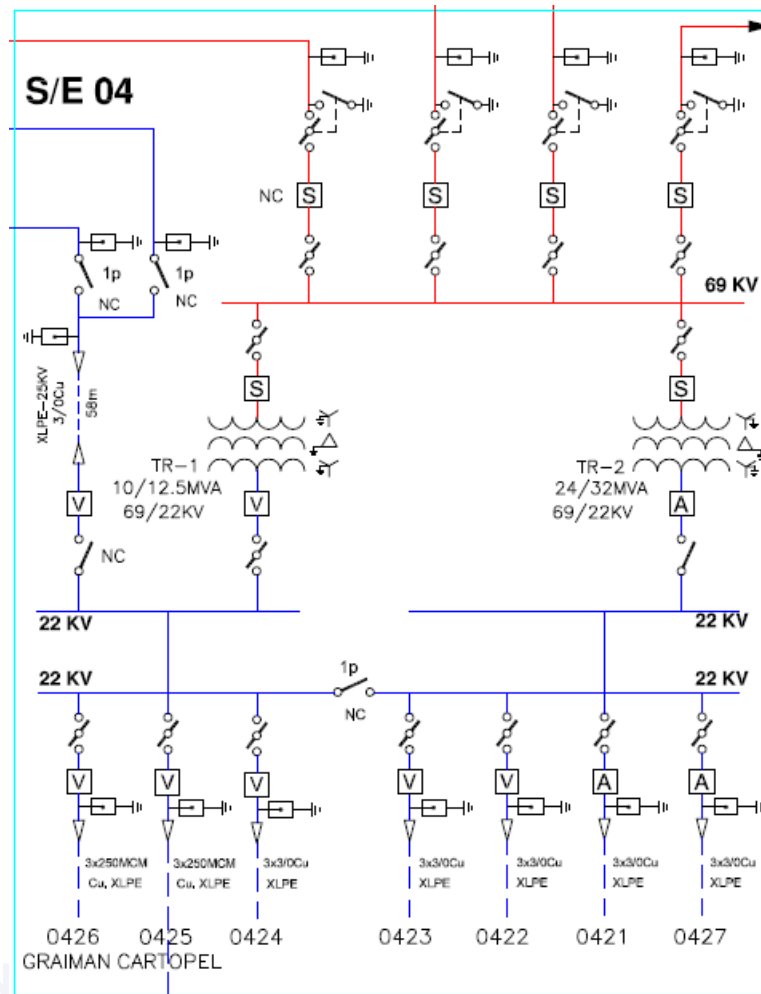 S/E 04
NC S S S S
1p 1p
NC NC
69 KV
XLPE-25KV
3/0Cu
58m
S S
TR-1
10/12.5MVA
69/22KV
TR-2
24/32MVA
69/22KV
V V A
NC
22 KV 22 KV
1p
22 KV 22 KV
NC
V V V V V A A
3x250MCM 3x250MCM 3x3/0Cu 3x3/0Cu 3x3/0Cu 3x3/0Cu 3x3/0Cu
Cu, XLPE Cu, XLPE XLPE XLPE XLPE XLPE XLPE
0426 0425 0424 0423 0422 0421 0427
GRAIMAN CARTOPEL